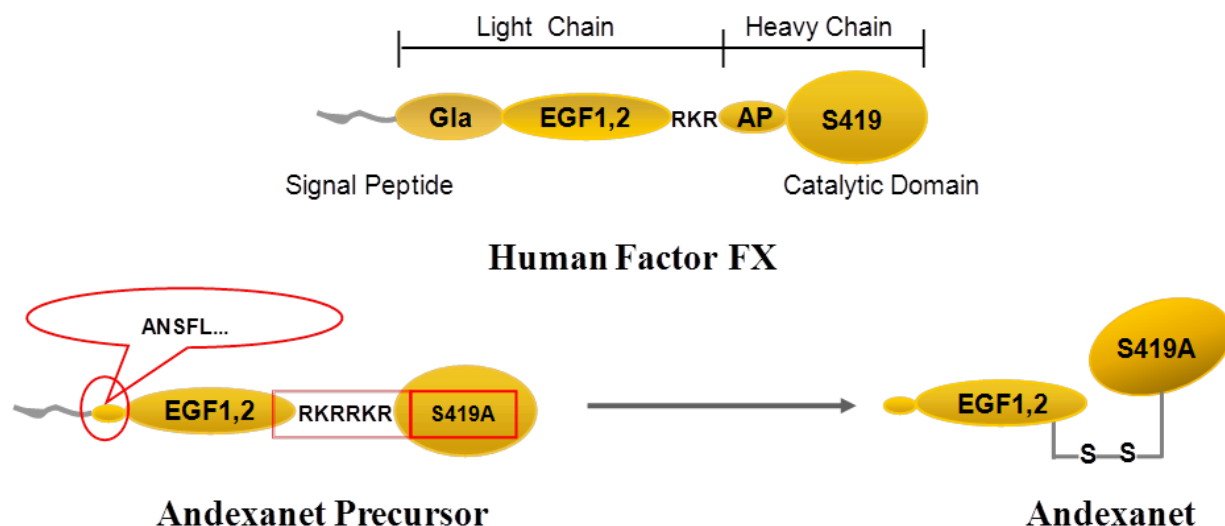 Light Chain
Heavy Chain
Gla
EGF1,2
RKR
AP
S419
Signal Peptide
Catalytic Domain
Human Factor FX
ANSFL...
EGF1,2
RKRRKR
S419A
EGF1,2
S419A
S S
Andexanet Precursor
Andexanet